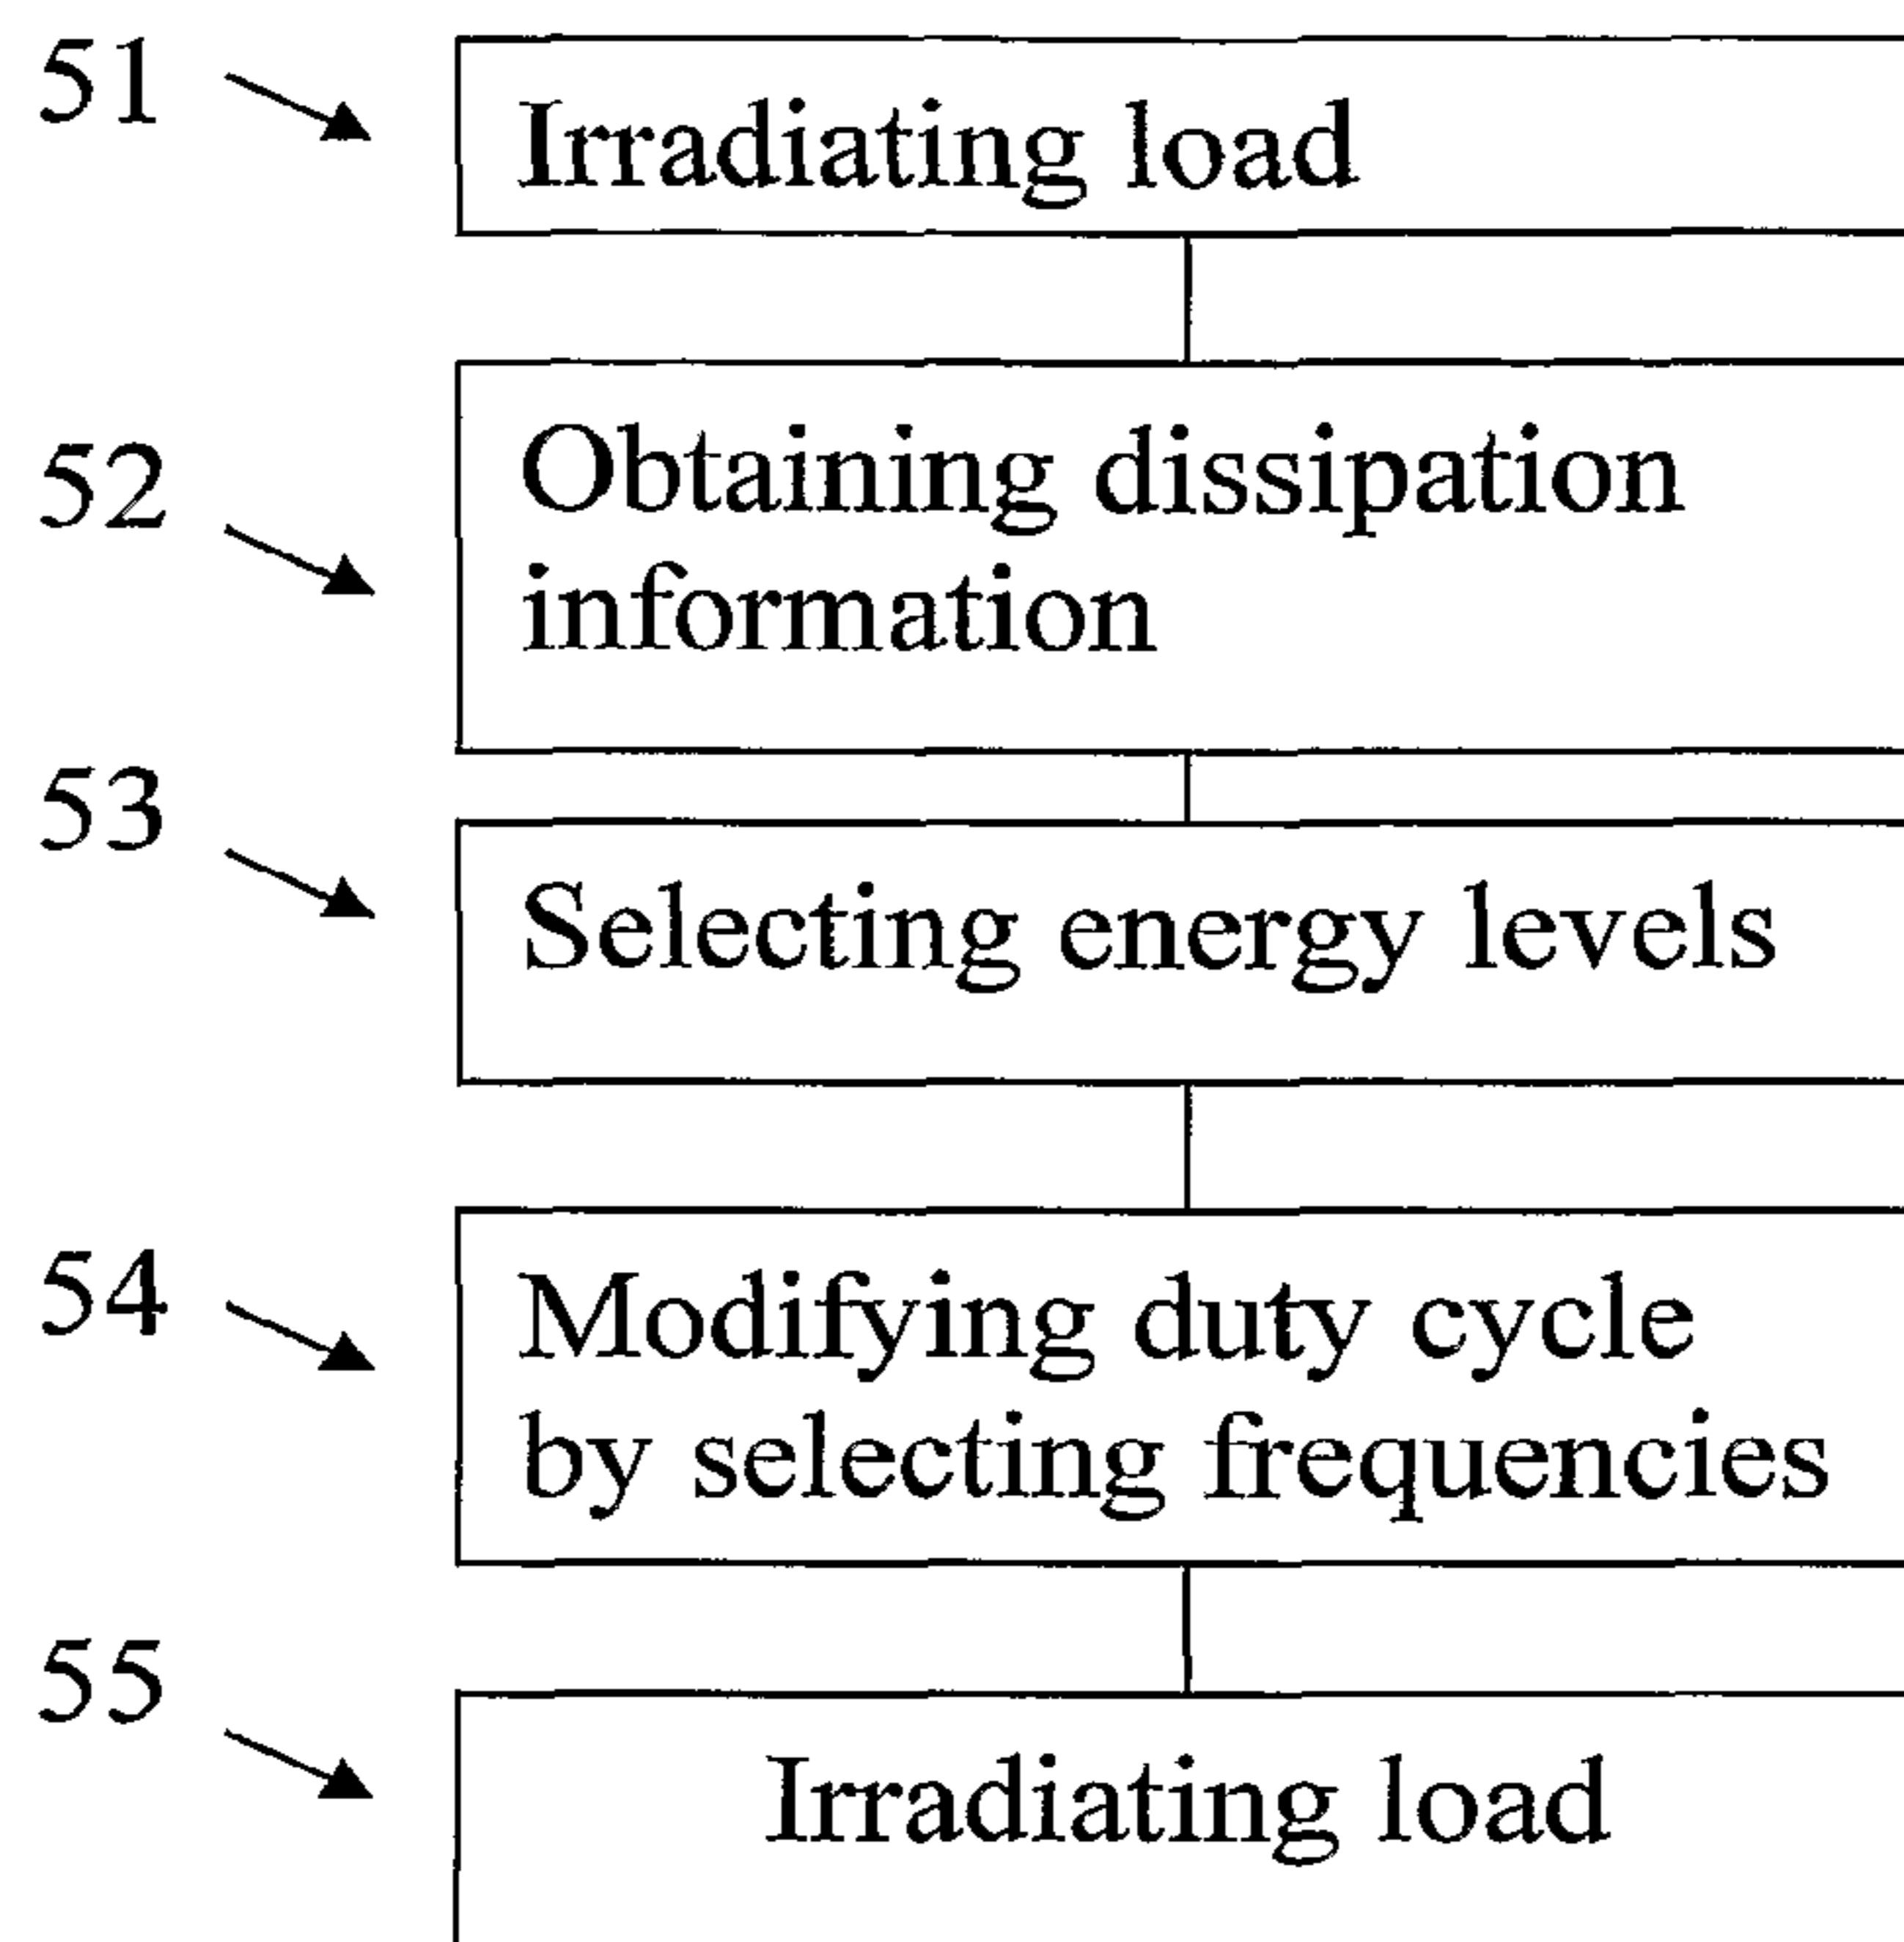 51
Irradiating load
52
Obtaining dissipation
information
53
Selecting energy levels
54
Modifying duty cycle
by selecting frequencies
55
Irradiating load